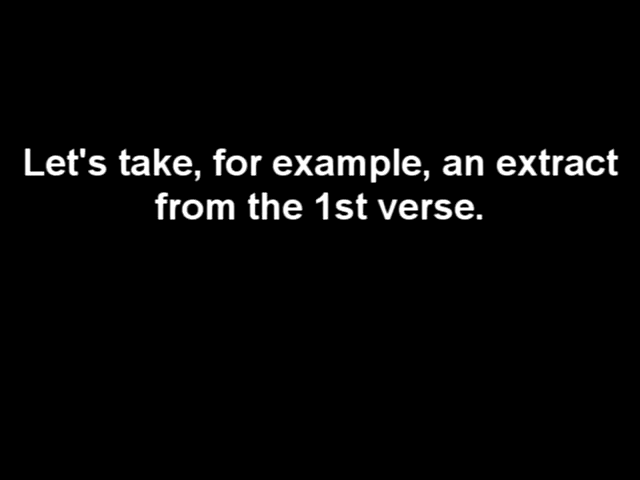 Let's take, for example, an extract
from the 1st verse.